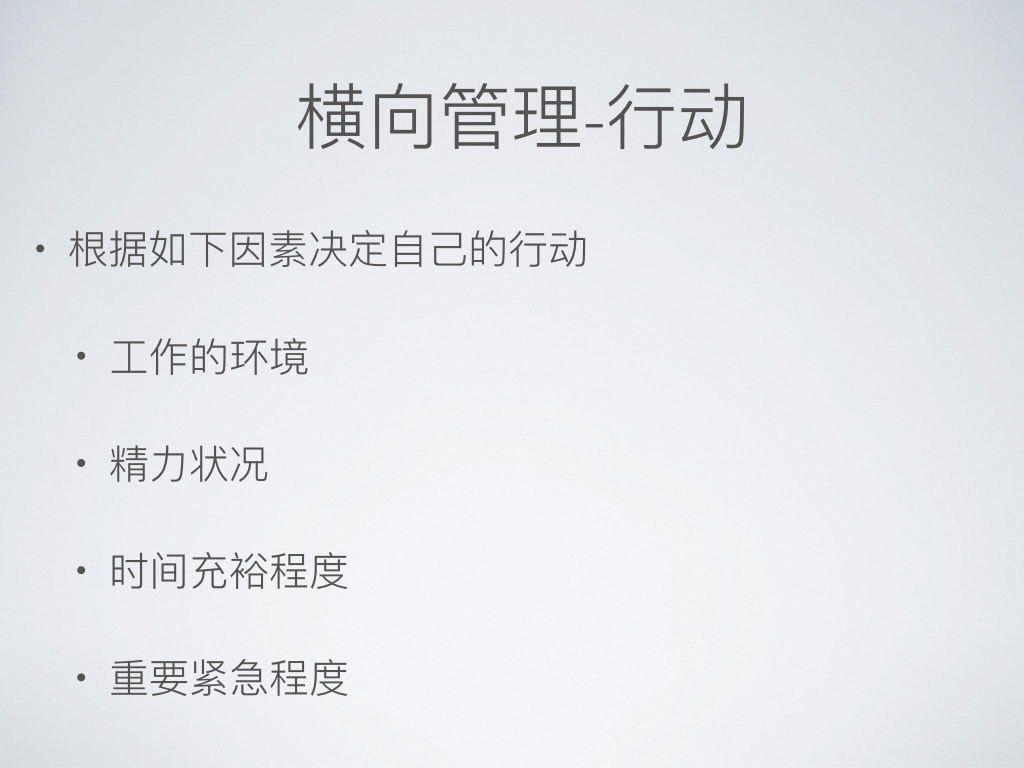 横向管理-行动
• 根据如下因素决定自己的行动
• 工作的环境
• 精力状况
• 时间充裕程度
• 重要紧急程度